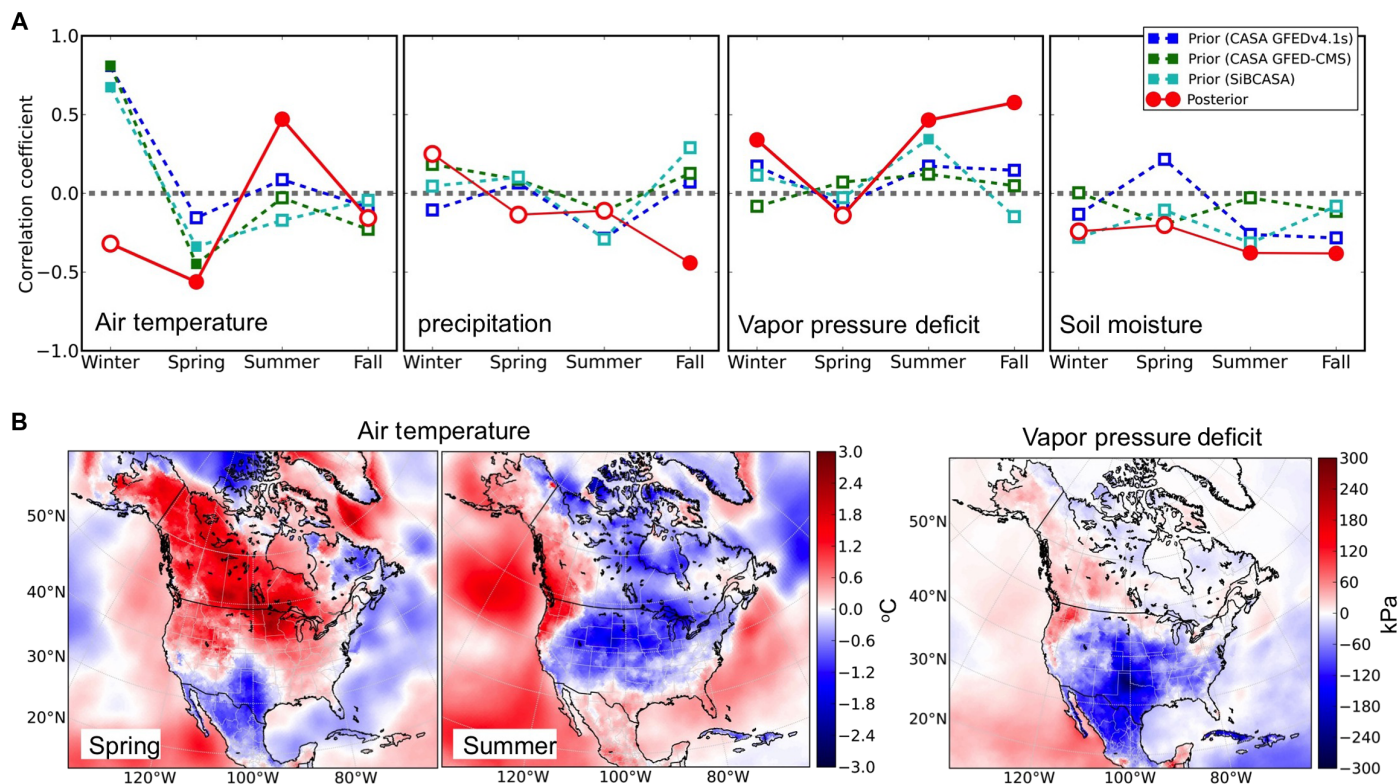 A
Correlation coefficient
1.0
0.5
0.0
−0.5
−1.0
Prior (CASA GFEDv4.1s)
Prior (CASA GFED-CMS)
Prior (SiBCASA)
Posterior
Air temperature
precipitation
Vapor pressure deficit
Soil moisture
Winter Spring Summer Fall
Winter Spring Summer Fall
Winter Spring Summer Fall
Winter Spring Summer Fall
B
Air temperature
Vapor pressure deficit
50°N
40°N
30°N
20°N
Spring
120°W 100°W 80°W
Summer
120°W 100°W 80°W
3.0
2.4
1.8
1.2
0.6
0.0
−0.6
−1.2
−1.8
−2.4
−3.0
°C
50°N
40°N
30°N
20°N
120°W 100°W 80°W
300
240
180
120
60
0
−60
−120
−180
−240
−300
kPa